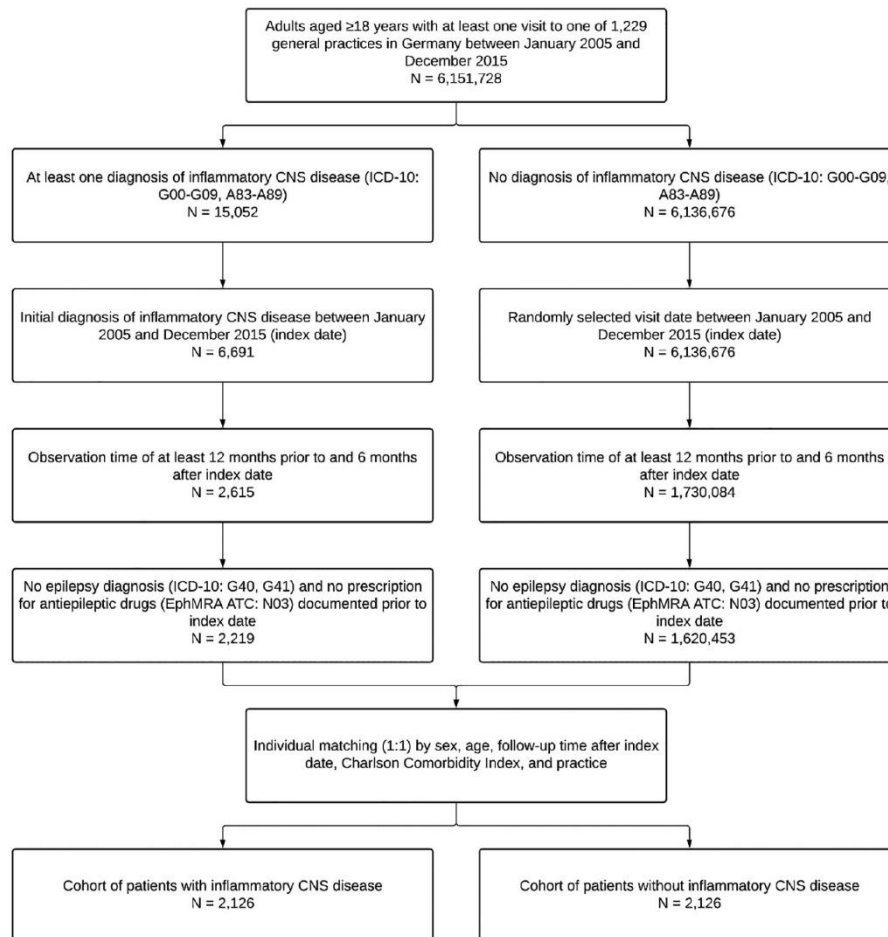 Adults aged ≥18 years with at least one visit to one of 1,229
general practices in Germany between January 2005 and
December 2015
N = 6,151,728
At least one diagnosis of inflammatory CNS disease (ICD-10:
G00-G09, A83-A89)
N = 15,052
No diagnosis of inflammatory CNS disease (ICD-10: G00-G09,
A83-A89)
N = 6,136,676
Initial diagnosis of inflammatory CNS disease between January
2005 and December 2015 (index date)
N = 6,691
Randomly selected visit date between January 2005 and
December 2015 (index date)
N = 6,136,676
Observation time of at least 12 months prior to and 6 months
after index date
N = 2,615
Observation time of at least 12 months prior to and 6 months
after index date
N = 1,730,084
No epilepsy diagnosis (ICD-10: G40, G41) and no prescription
for antiepileptic drugs (EphMRA ATC: N03) documented prior to
index date
N = 2,219
No epilepsy diagnosis (ICD-10: G40, G41) and no prescription
for antiepileptic drugs (EphMRA ATC: N03) documented prior to
index date
N = 1,620,453
Individual matching (1:1) by sex, age, follow-up time after index
date, Charlson Comorbidity Index, and practice
Cohort of patients with inflammatory CNS disease
N = 2,126
Cohort of patients without inflammatory CNS disease
N = 2,126